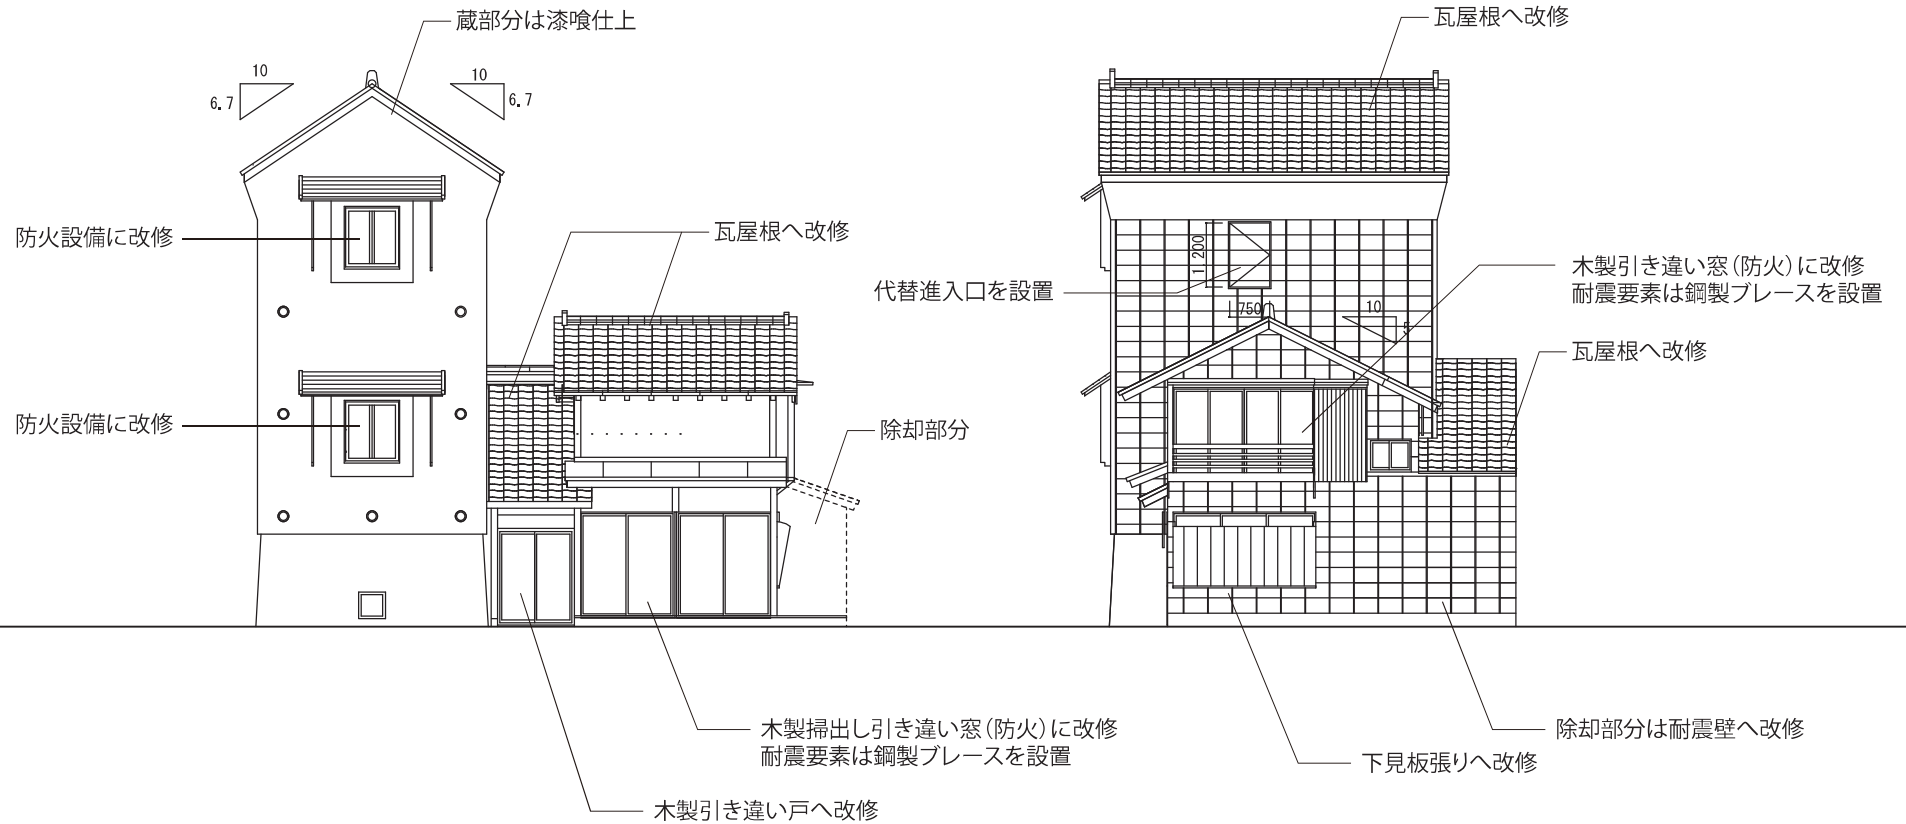 蔵部分は漆喰仕上
10
6.7
10
6.7
防火設備に改修
瓦屋根へ改修
防火設備に改修
除却部分
木製掃出し引き違い窓（防火）に改修
耐震要素は鋼製ブレースを設置
木製引き違い戸へ改修
瓦屋根へ改修
1,200
代替進入口を設置
750
10
木製引き違い窓（防火）に改修
耐震要素は鋼製ブレースを設置
瓦屋根へ改修
除却部分は耐震壁へ改修
下見板張りへ改修